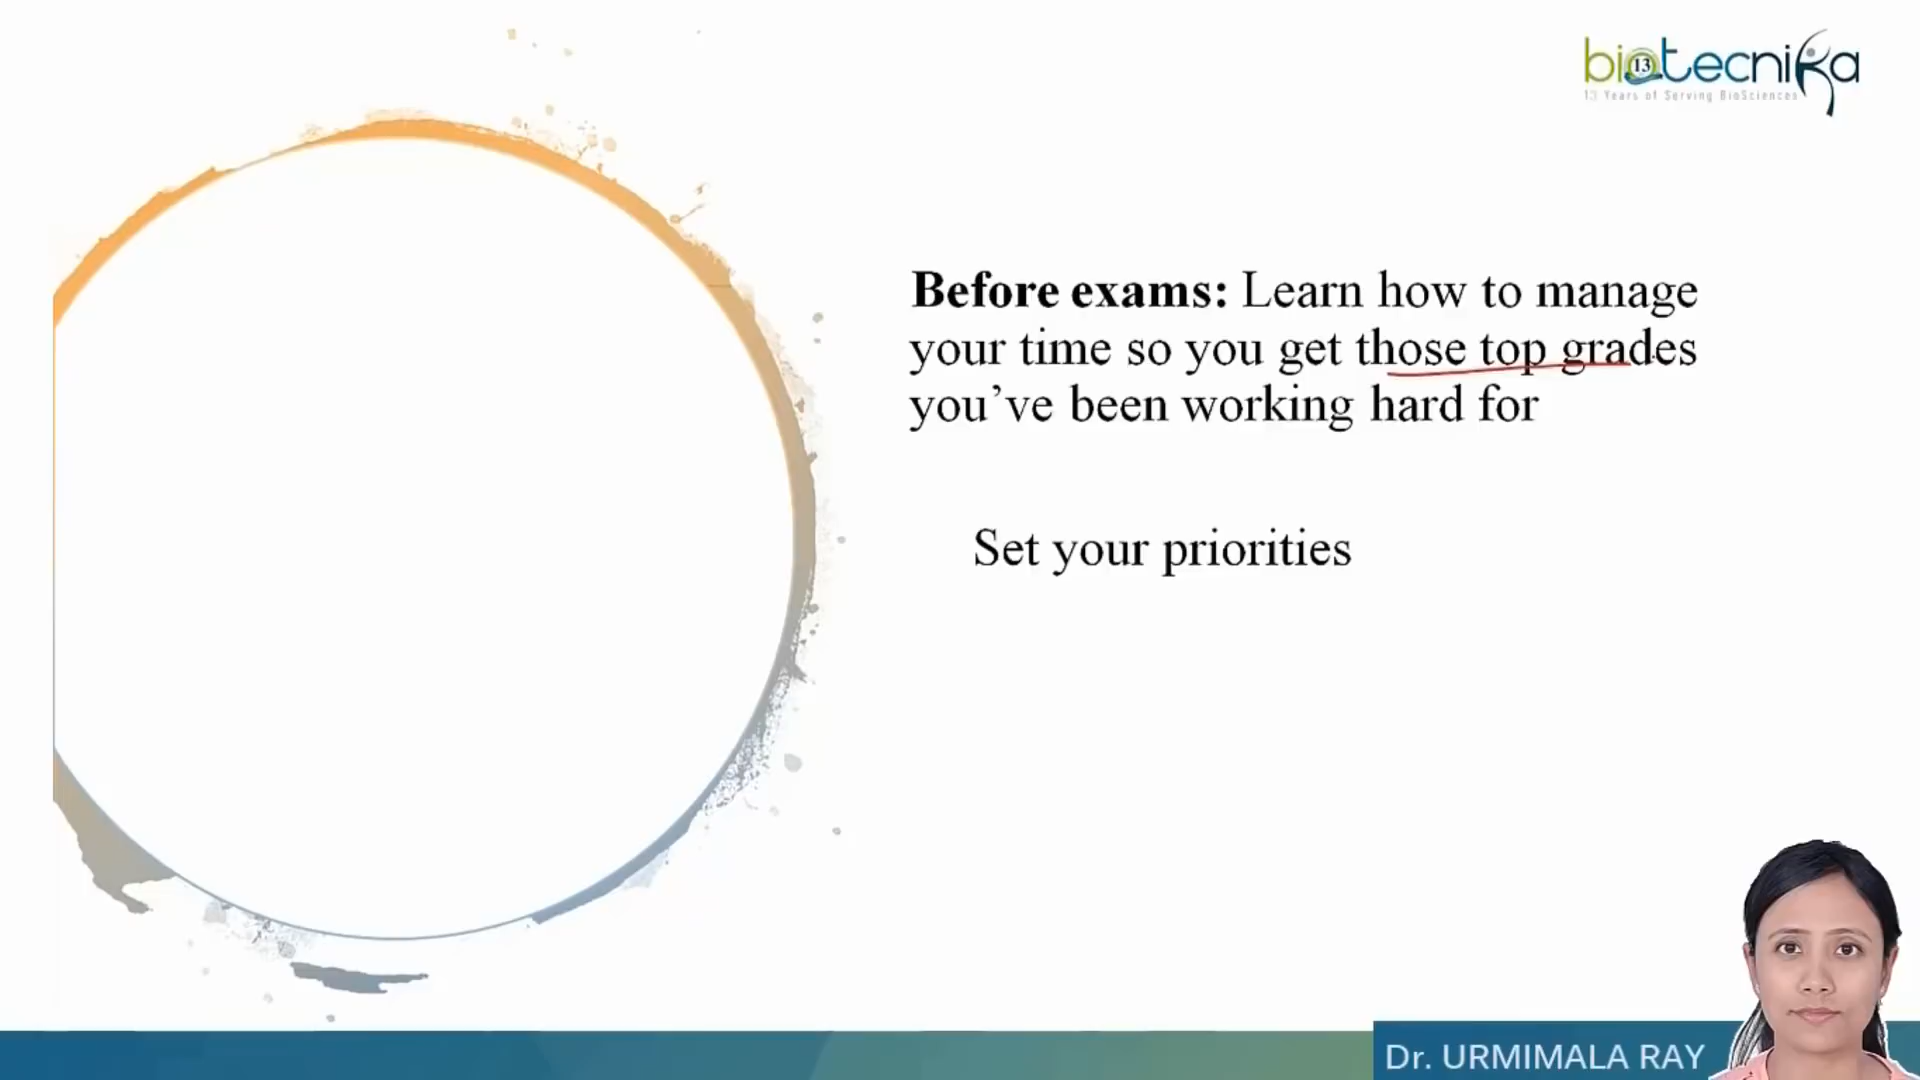 biotecnika
13
13 Years of Serving BioSciences
Before exams: Learn how to manage
your time so you get those top grades
you’ve been working hard for
Set your priorities
Dr. URMIMALA RAY